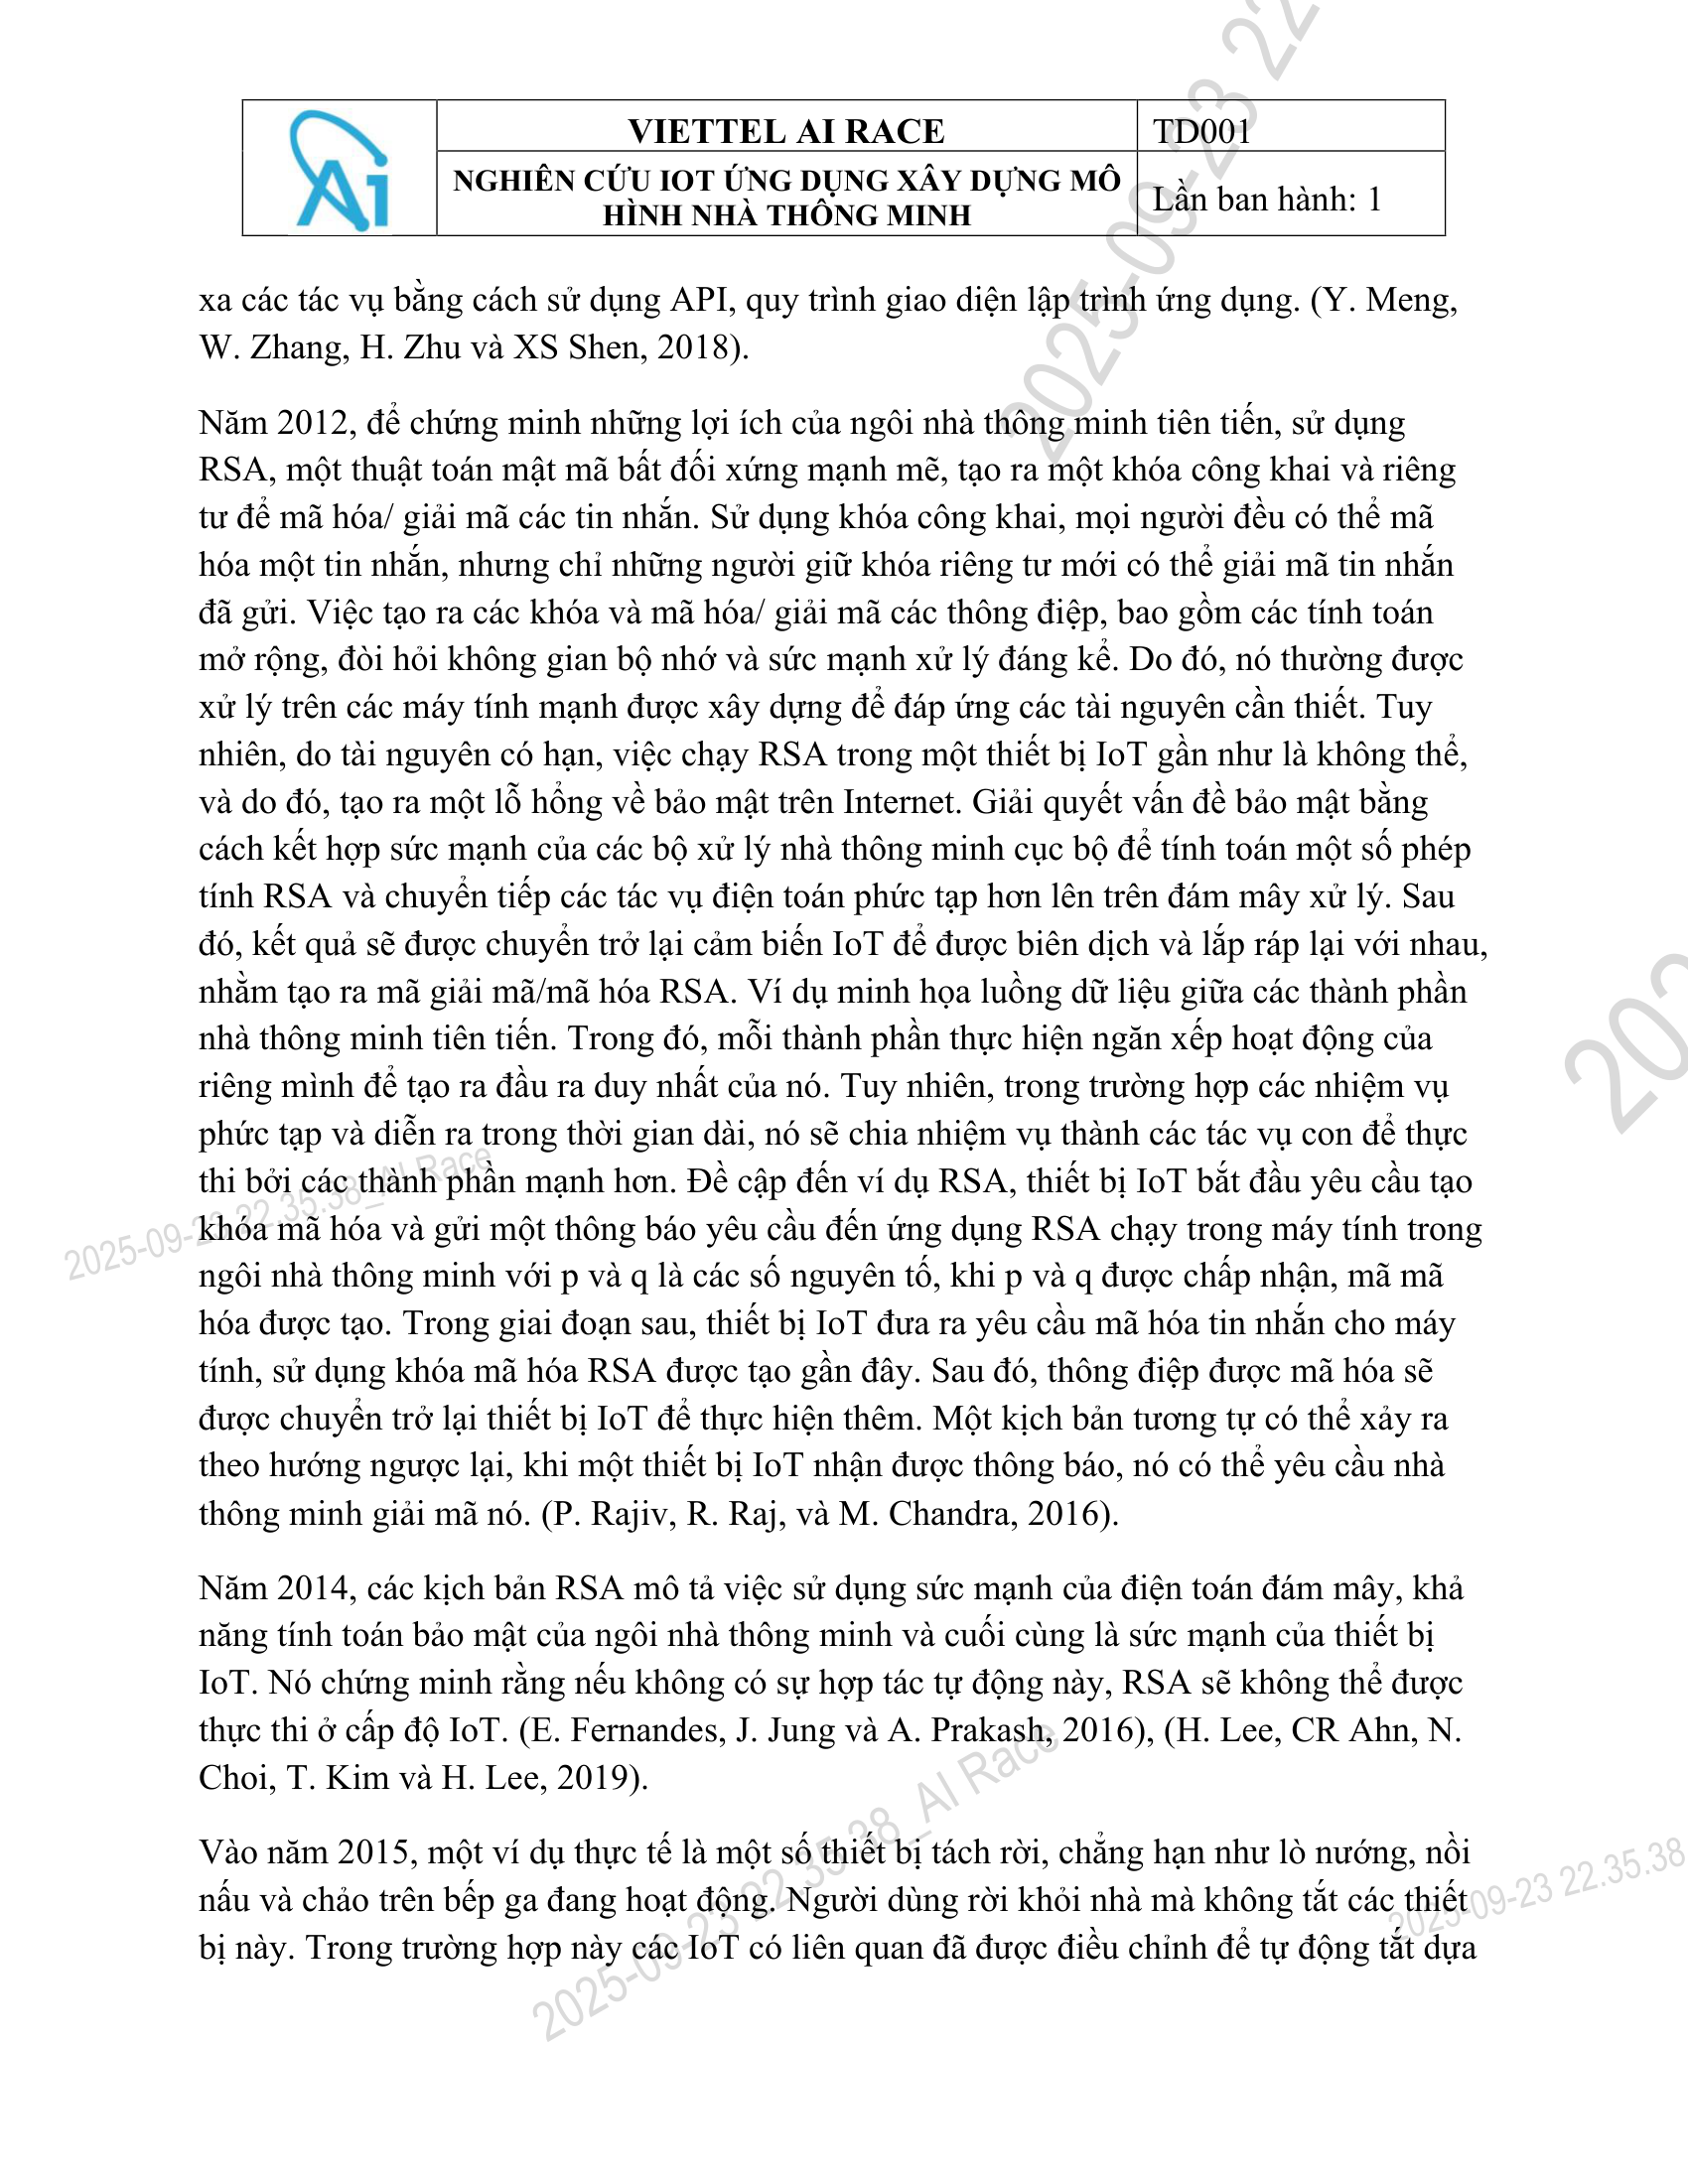 Ai
VIETTEL AI RACE
TD001
NGHIÊN CỨU IOT ỨNG DỤNG XÂY DỰNG MÔ
HÌNH NHÀ THÔNG MINH
Lần ban hành: 1
xa các tác vụ bằng cách sử dụng API, quy trình giao diện lập trình ứng dụng. (Y. Meng,
W. Zhang, H. Zhu và XS Shen, 2018).
Năm 2012, để chứng minh những lợi ích của ngôi nhà thông minh tiên tiến, sử dụng
RSA, một thuật toán mật mã bất đối xứng mạnh mẽ, tạo ra một khóa công khai và riêng
tư để mã hóa/ giải mã các tin nhắn. Sử dụng khóa công khai, mọi người đều có thể mã
hóa một tin nhắn, nhưng chỉ những người giữ khóa riêng tư mới có thể giải mã tin nhắn
đã gửi. Việc tạo ra các khóa và mã hóa/ giải mã các thông điệp, bao gồm các tính toán
mở rộng, đòi hỏi không gian bộ nhớ và sức mạnh xử lý đáng kể. Do đó, nó thường được
xử lý trên các máy tính mạnh được xây dựng để đáp ứng các tài nguyên cần thiết. Tuy
nhiên, do tài nguyên có hạn, việc chạy RSA trong một thiết bị IoT gần như là không thể,
và do đó, tạo ra một lỗ hổng về bảo mật trên Internet. Giải quyết vấn đề bảo mật bằng
cách kết hợp sức mạnh của các bộ xử lý nhà thông minh cục bộ để tính toán một số phép
tính RSA và chuyển tiếp các tác vụ điện toán phức tạp hơn lên trên đám mây xử lý. Sau
đó, kết quả sẽ được chuyển trở lại cảm biến IoT để được biên dịch và lắp ráp lại với nhau,
nhằm tạo ra mã giải mã/mã hóa RSA. Ví dụ minh họa luồng dữ liệu giữa các thành phần
nhà thông minh tiên tiến. Trong đó, mỗi thành phần thực hiện ngăn xếp hoạt động của
riêng mình để tạo ra đầu ra duy nhất của nó. Tuy nhiên, trong trường hợp các nhiệm vụ
phức tạp và diễn ra trong thời gian dài, nó sẽ chia nhiệm vụ thành các tác vụ con để thực
thi bởi các thành phần mạnh hơn. Đề cập đến ví dụ RSA, thiết bị IoT bắt đầu yêu cầu tạo
khóa mã hóa và gửi một thông báo yêu cầu đến ứng dụng RSA chạy trong máy tính trong
ngôi nhà thông minh với p và q là các số nguyên tố, khi p và q được chấp nhận, mã mã
hóa được tạo. Trong giai đoạn sau, thiết bị IoT đưa ra yêu cầu mã hóa tin nhắn cho máy
tính, sử dụng khóa mã hóa RSA được tạo gần đây. Sau đó, thông điệp được mã hóa sẽ
được chuyển trở lại thiết bị IoT để thực hiện thêm. Một kịch bản tương tự có thể xảy ra
theo hướng ngược lại, khi một thiết bị IoT nhận được thông báo, nó có thể yêu cầu nhà
thông minh giải mã nó. (P. Rajiv, R. Raj, và M. Chandra, 2016).
Năm 2014, các kịch bản RSA mô tả việc sử dụng sức mạnh của điện toán đám mây, khả
năng tính toán bảo mật của ngôi nhà thông minh và cuối cùng là sức mạnh của thiết bị
IoT. Nó chứng minh rằng nếu không có sự hợp tác tự động này, RSA sẽ không thể được
thực thi ở cấp độ IoT. (E. Fernandes, J. Jung và A. Prakash, 2016), (H. Lee, CR Ahn, N.
Choi, T. Kim và H. Lee, 2019).
Vào năm 2015, một ví dụ thực tế là một số thiết bị tách rời, chẳng hạn như lò nướng, nồi
nấu và chảo trên bếp ga đang hoạt động. Người dùng rời khỏi nhà mà không tắt các thiết
bị này. Trong trường hợp này các IoT có liên quan đã được điều chỉnh để tự động tắt dựa
2025-09-23 22
202
2025-09-23 22.35.38_AI Race
2025-09-23 22.35.38_AI Race
2025-09-23 22.35.38